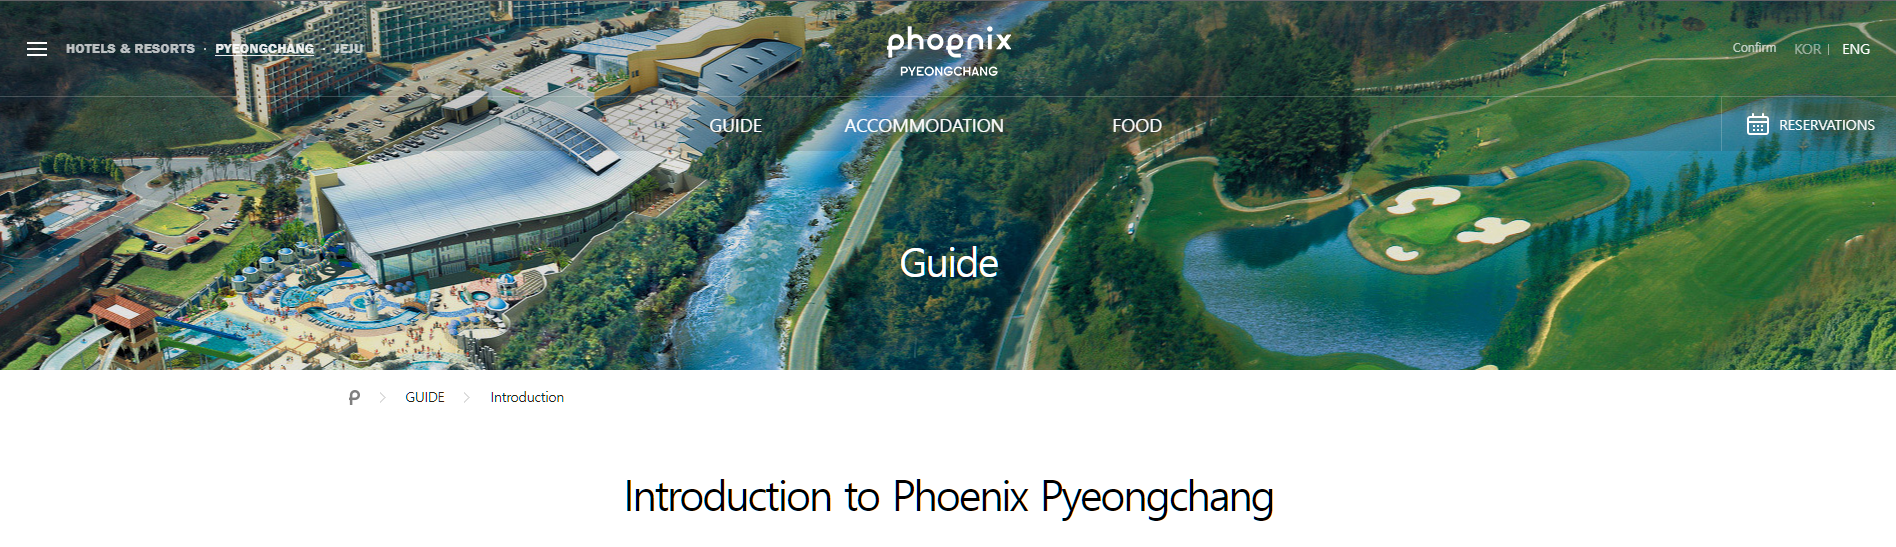 HOTELS & RESORTS · PYEONGCHANG · JEJU
phoenix
PYEONGCHANG
Confirm KOR | ENG
GUIDE ACCOMMODATION FOOD
RESERVATIONS
Guide
GUIDE Introduction
Introduction to Phoenix Pyeongchang